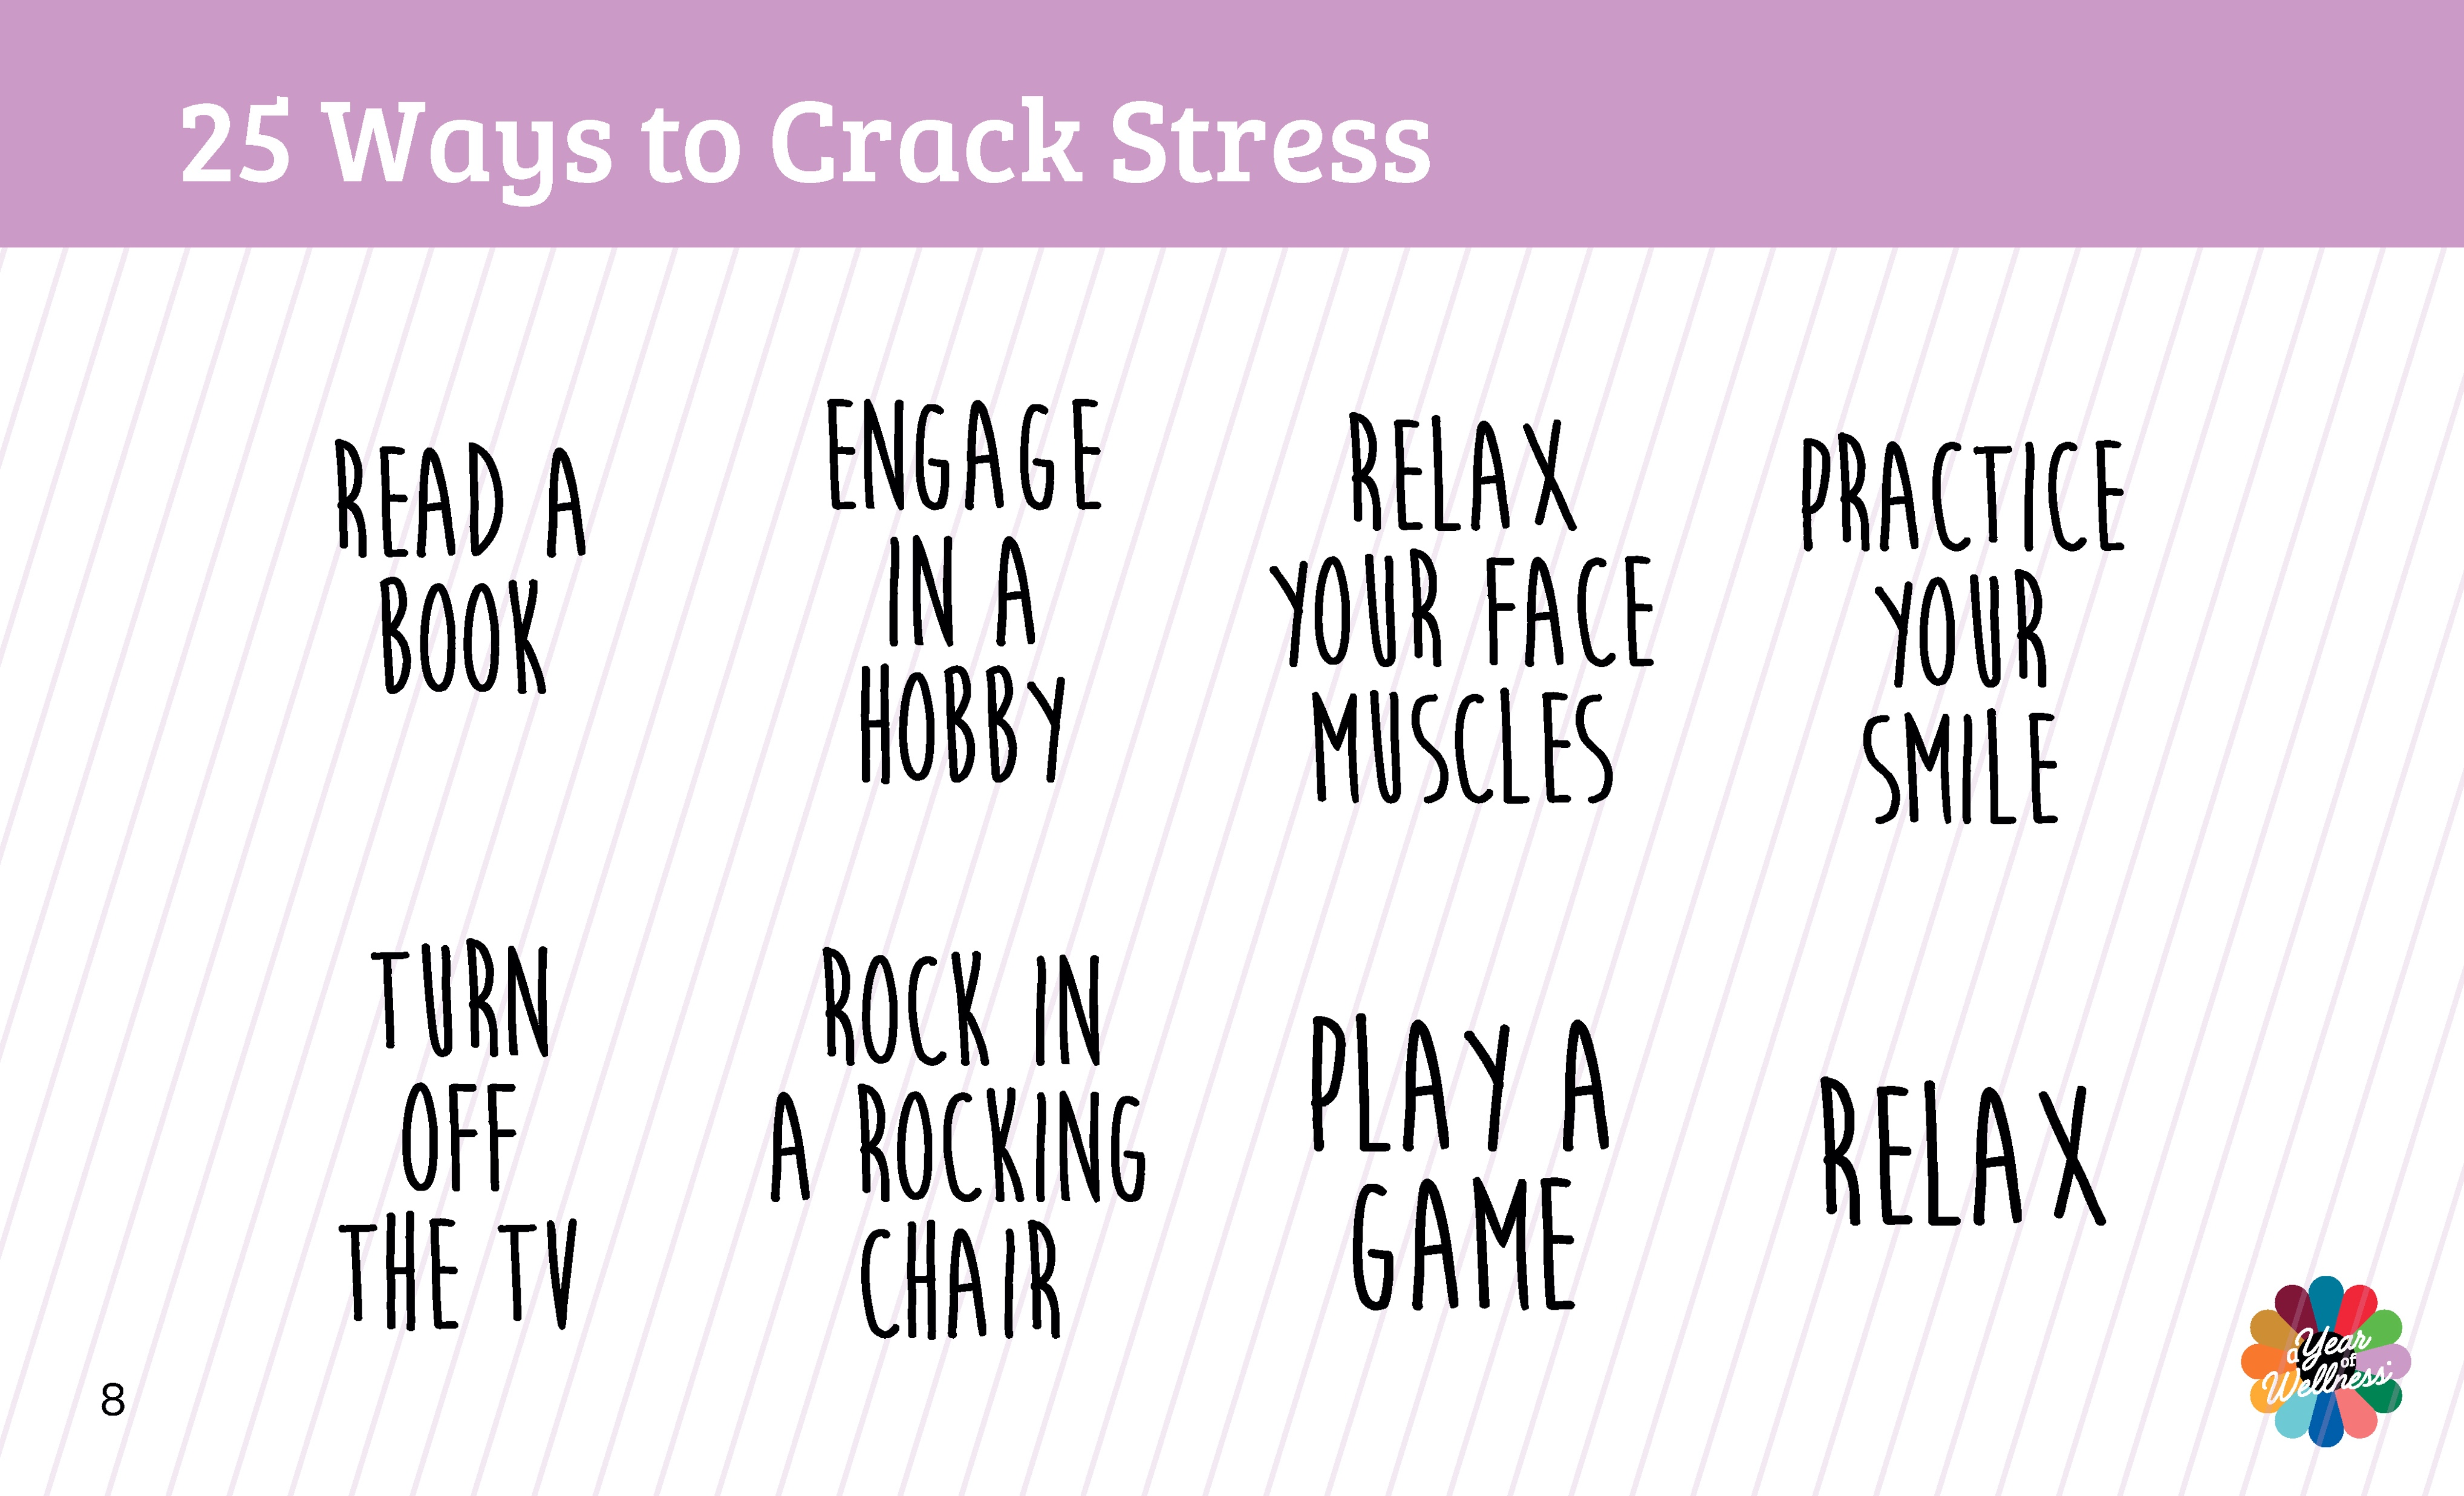 25 Ways to Crack Stress
READ A
BOOK
ENGAGE
IN A
HOBBY
RELAX
YOUR FACE
MUSCLES
PRACTICE
YOUR
SMILE
TURN
OFF
THE TV
ROCK IN
A ROCKING
CHAIR
PLAY A
GAME
RELAX
8
a Year
of
Wellness